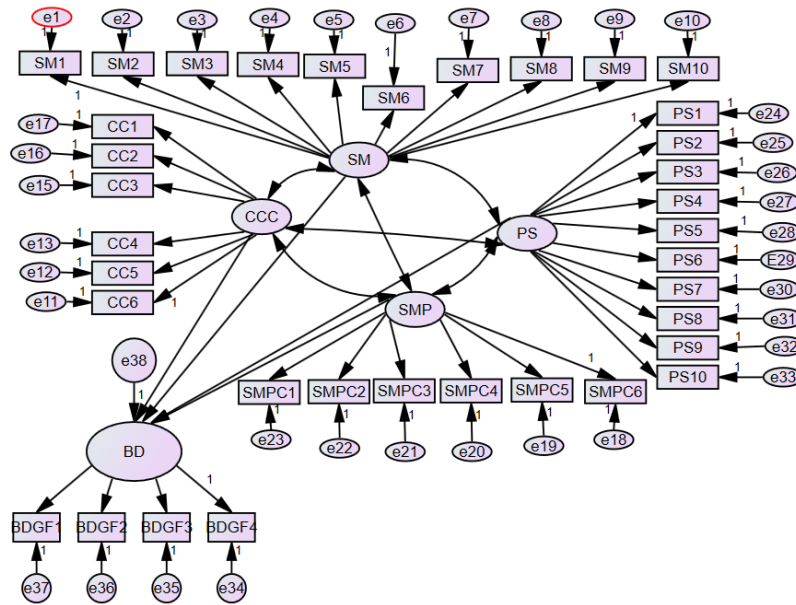 e1 e2 e3 e4 e5 e6 e7 e8 e9 e10
1 1 1 1 1 1 1 1 1 1
SM1 SM2 SM3 SM4 SM5 SM6 SM7 SM8 SM9 SM10
1
e17 1 CC1
e16 1 CC2
e15 1 CC3
e13 1 CC4
e12 1 CC5
e11 1 CC6
1
SM
CCC
PS
SMP
1 PS1 1 e24
PS2 1 e25
PS3 1 e26
PS4 1 e27
PS5 1 e28
PS6 1 E29
PS7 1 e30
PS8 1 e31
PS9 1 e32
PS10 1 e33
1
SMPC1 SMPC2 SMPC3 SMPC4 SMPC5 SMPC6
1 1 1 1 1 1
e23 e22 e21 e20 e19 e18
e38
1
BD
1
BDGF1 BDGF2 BDGF3 BDGF4
1 1 1 1
e37 e36 e35 e34